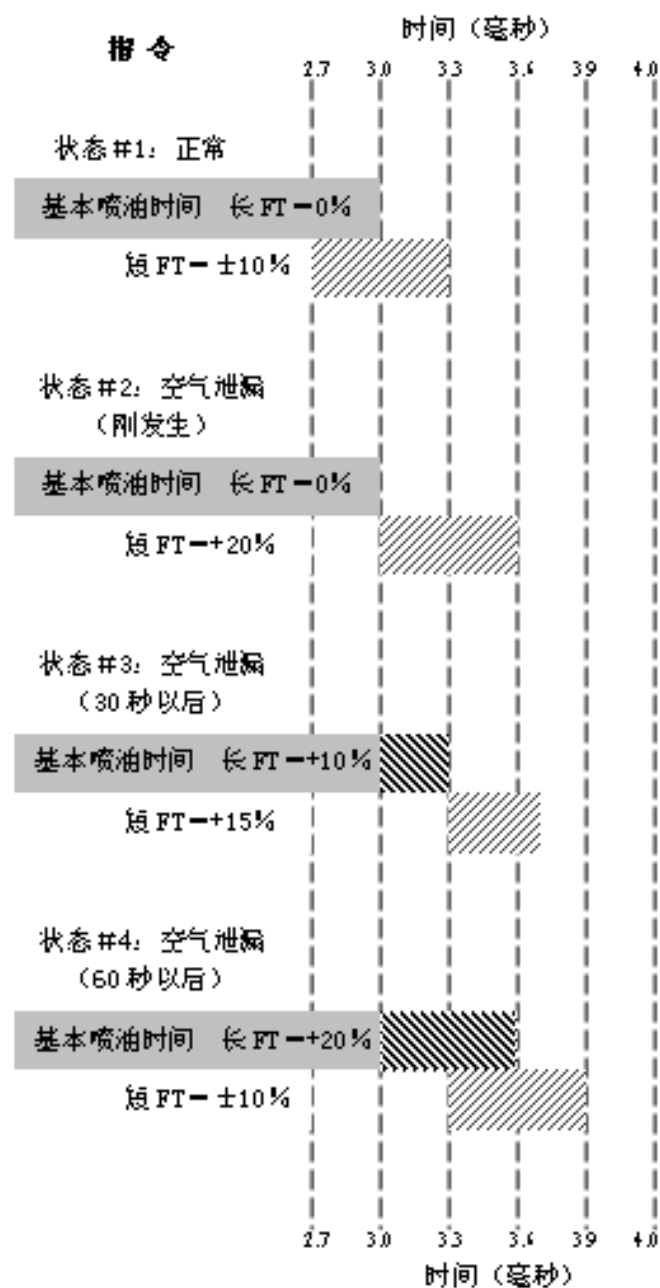 时间（毫秒）
指令
2.7 3.0 3.3 3.6 3.9 4.0
状态#1：正常
基本喷油时间 长FT=0%
短FT=±10%
状态#2：空气泄漏
（刚发生）
基本喷油时间 长FT=0%
短FT=+20%
状态#3：空气泄漏
（30秒以后）
基本喷油时间 长FT=+10%
短FT=+15%
状态#4：空气泄漏
（60秒以后）
基本喷油时间 长FT=+20%
短FT=±10%
2.7 3.0 3.3 3.6 3.9 4.0
时间（毫秒）